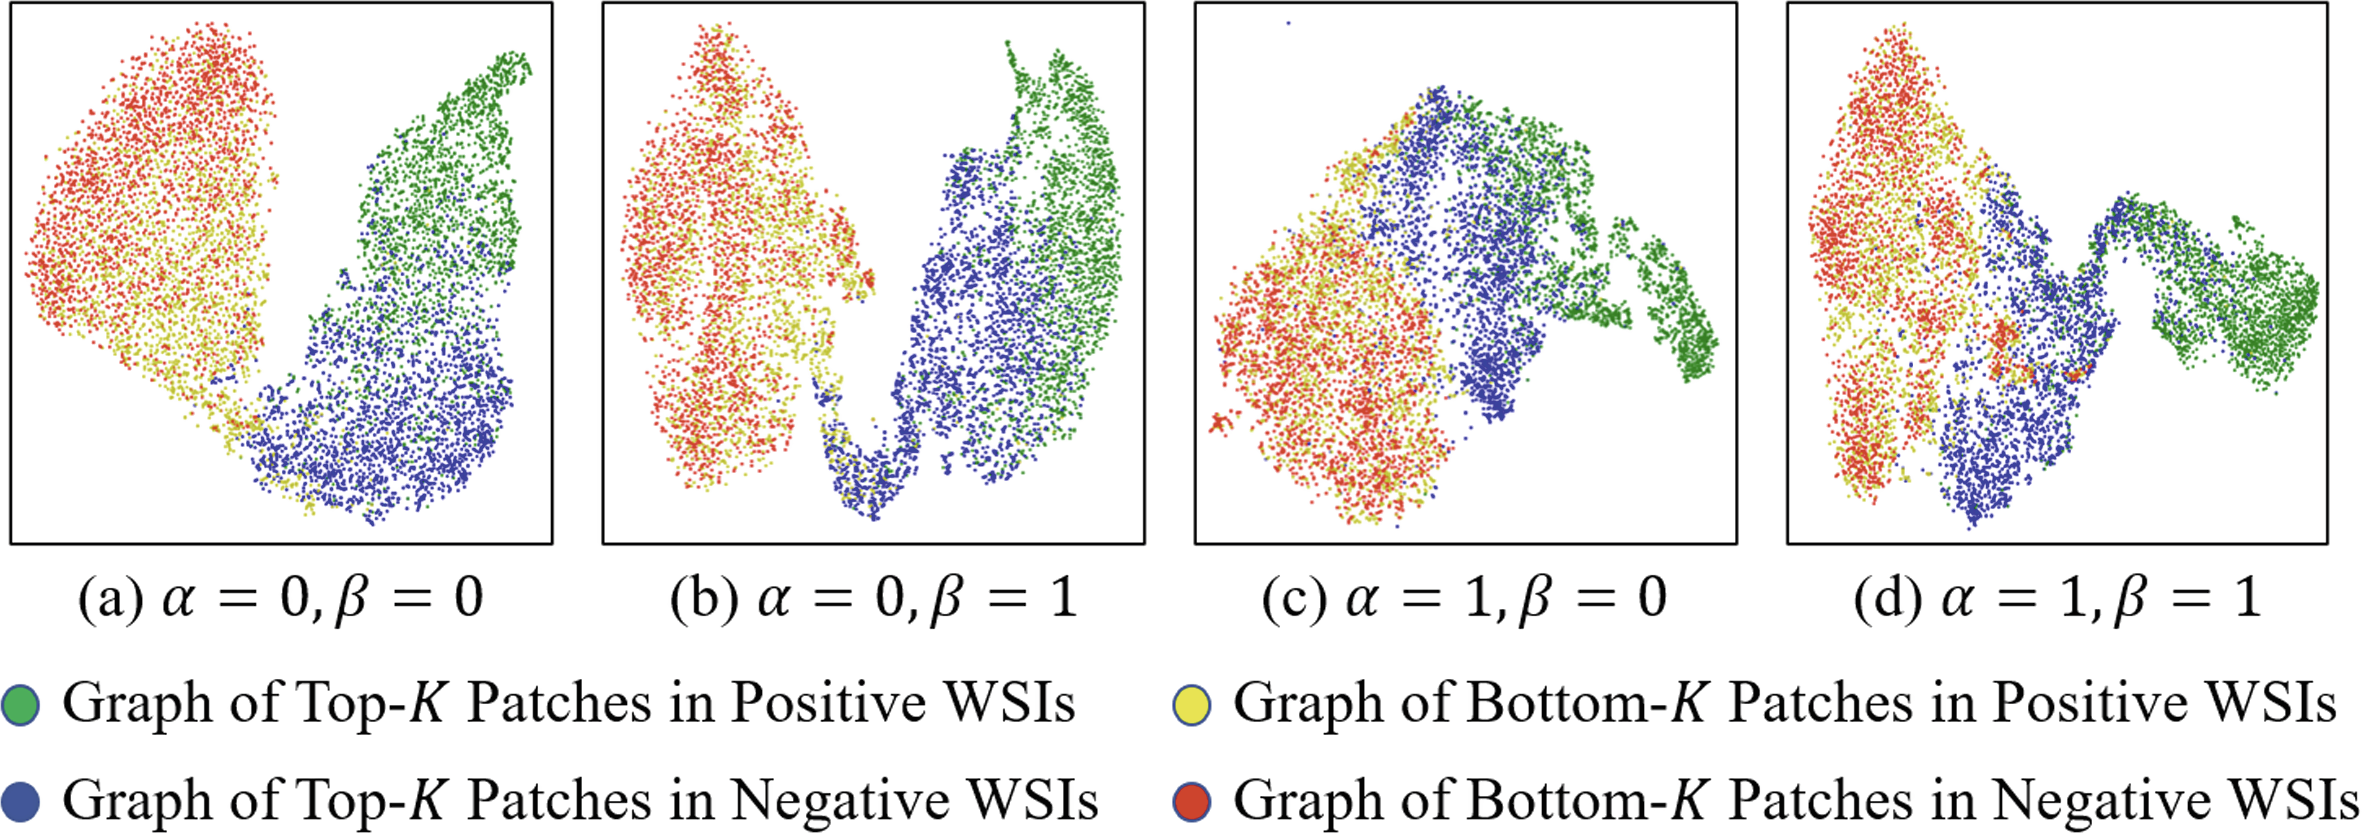 (a) α = 0, β = 0 (b) α = 0, β = 1 (c) α = 1, β = 0 (d) α = 1, β = 1
Graph of Top-K Patches in Positive WSIs Graph of Bottom-K Patches in Positive WSIs
Graph of Top-K Patches in Negative WSIs Graph of Bottom-K Patches in Negative WSIs